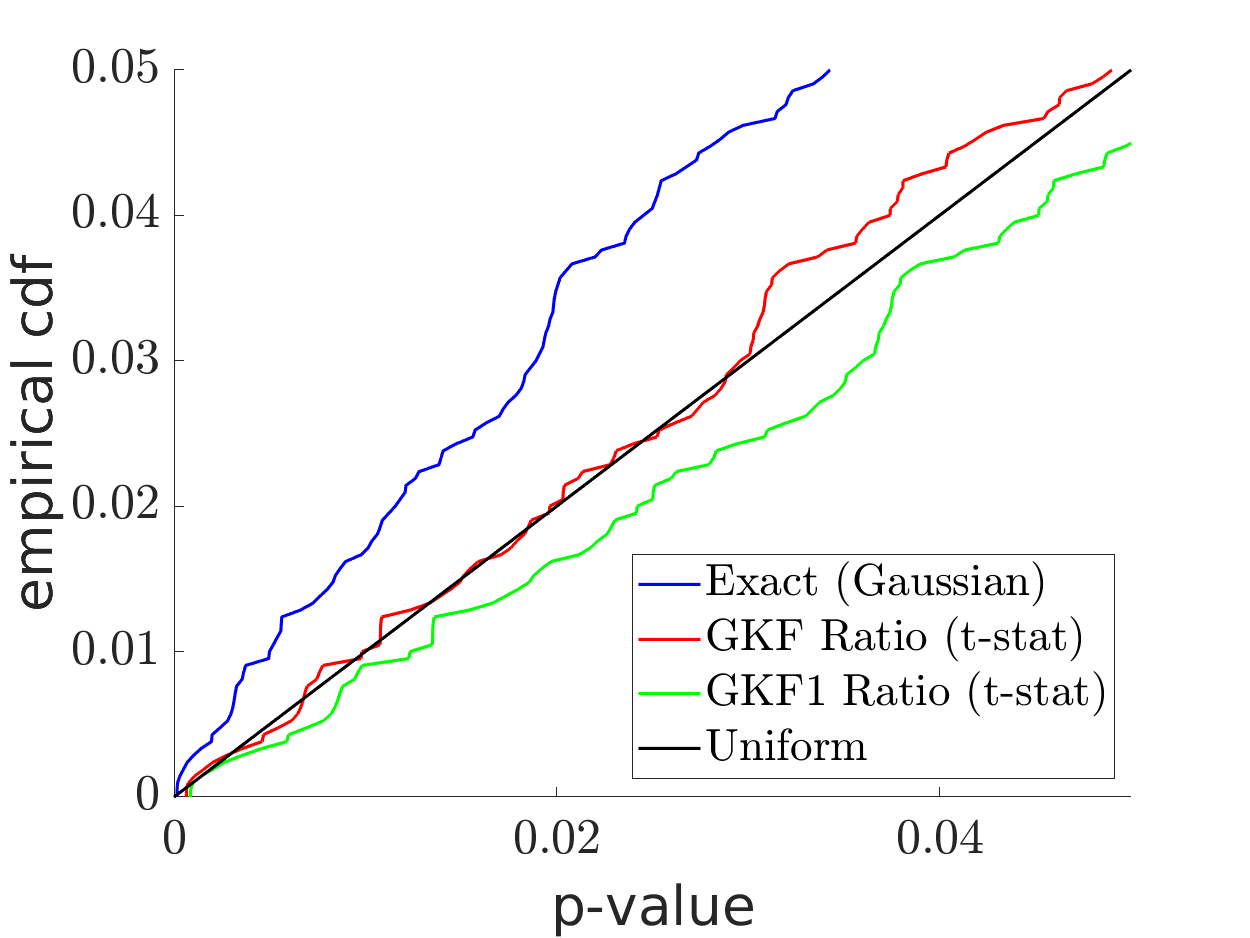 0.05
0.04
0.03
0.02
0.01
0
empirical cdf
Exact (Gaussian)
GKF Ratio (t-stat)
GKF1 Ratio (t-stat)
Uniform
0
0.02
0.04
p-value